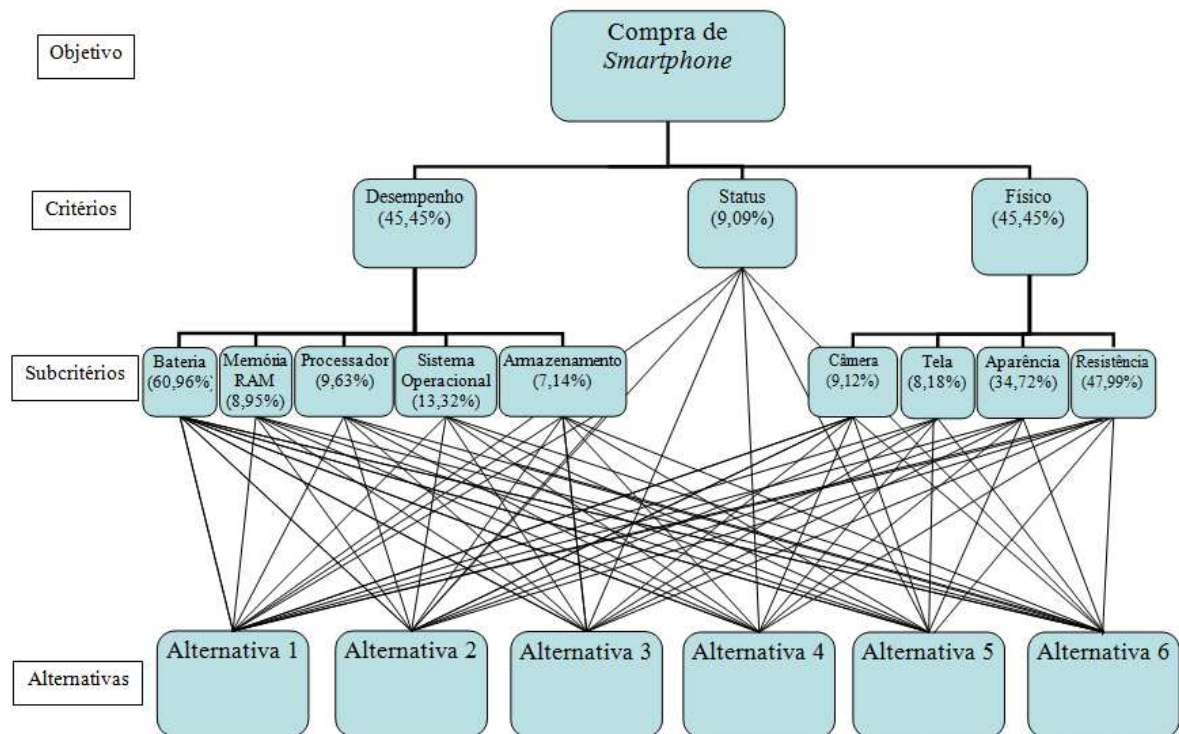 Objetivo
Compra de
Smartphone
Critérios
Desempenho
(45,45%)
Status
(9,09%)
Físico
(45,45%)
Subcritérios
Bateria
(60,96%)
Memória
RAM
(8,95%)
Processador
(9,63%)
Sistema
Operacional
(13,32%)
Armazenamento
(7,14%)
Câmera
(9,12%)
Tela
(8,18%)
Aparência
(34,72%)
Resistência
(47,99%)
Alternativas
Alternativa 1
Alternativa 2
Alternativa 3
Alternativa 4
Alternativa 5
Alternativa 6